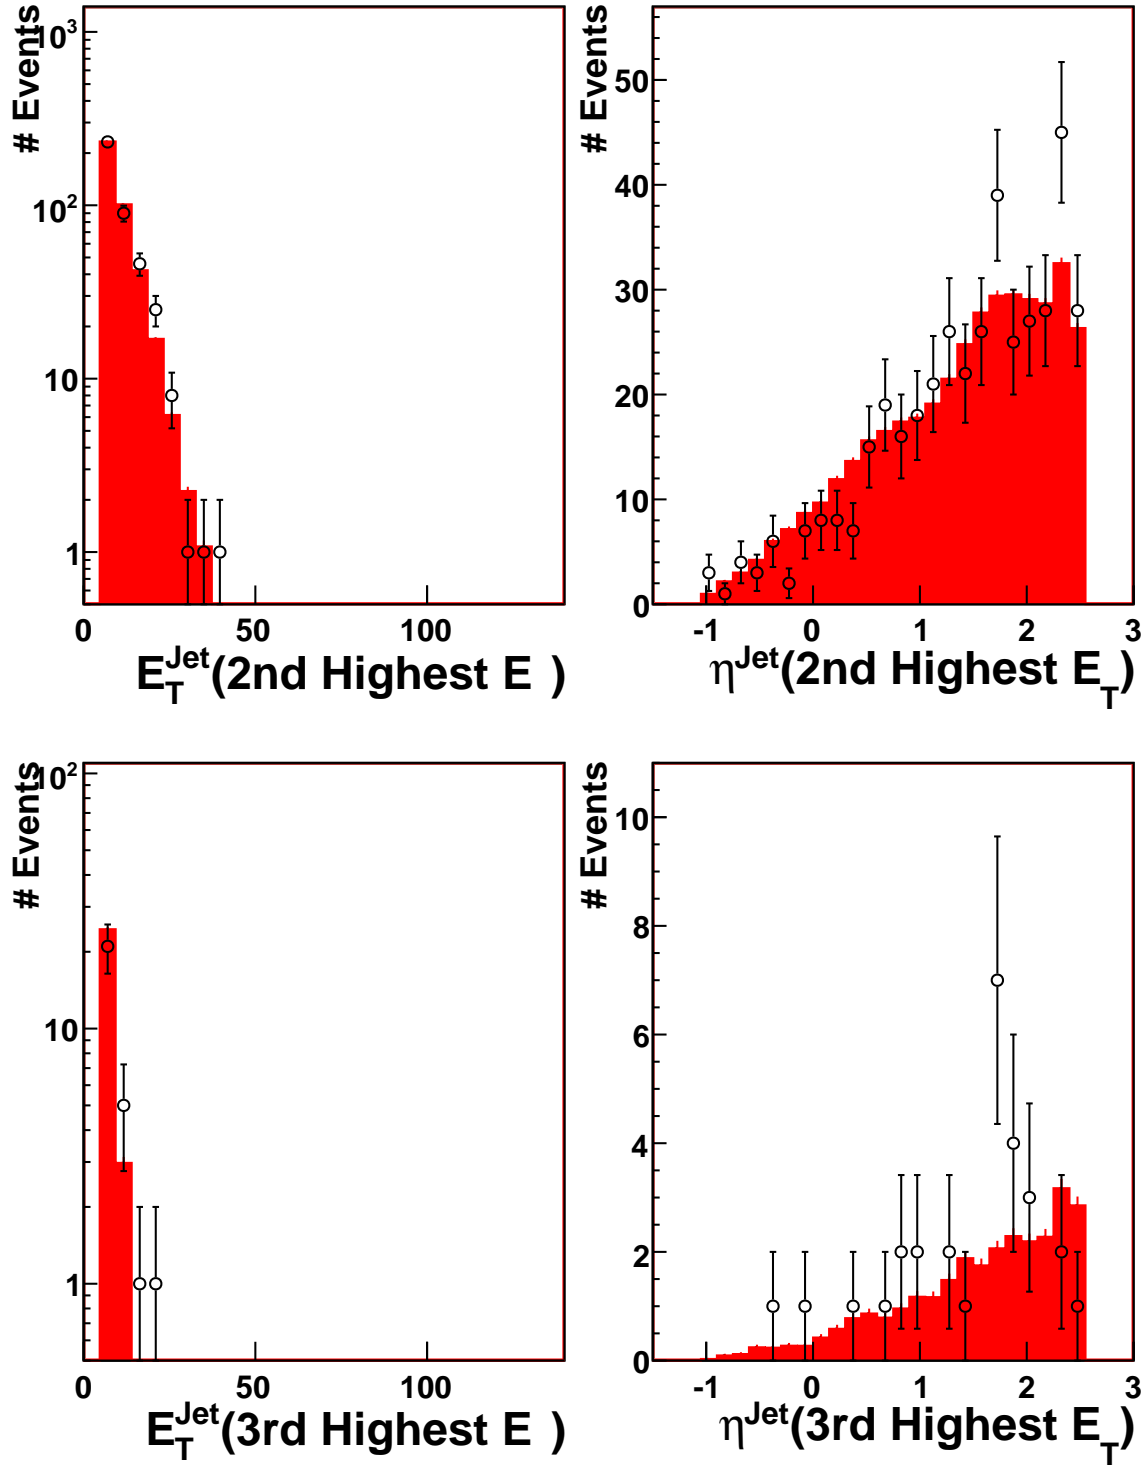 # Events
10³
10²
10
1
0 50 100
E_T^Jet(2nd Highest E )
# Events
50
40
30
20
10
0
-1 0 1 2 3
η^Jet(2nd Highest E_T)
# Events
10²
10
1
0 50 100
E_T^Jet(3rd Highest E )
# Events
10
8
6
4
2
0
-1 0 1 2 3
η^Jet(3rd Highest E_T)